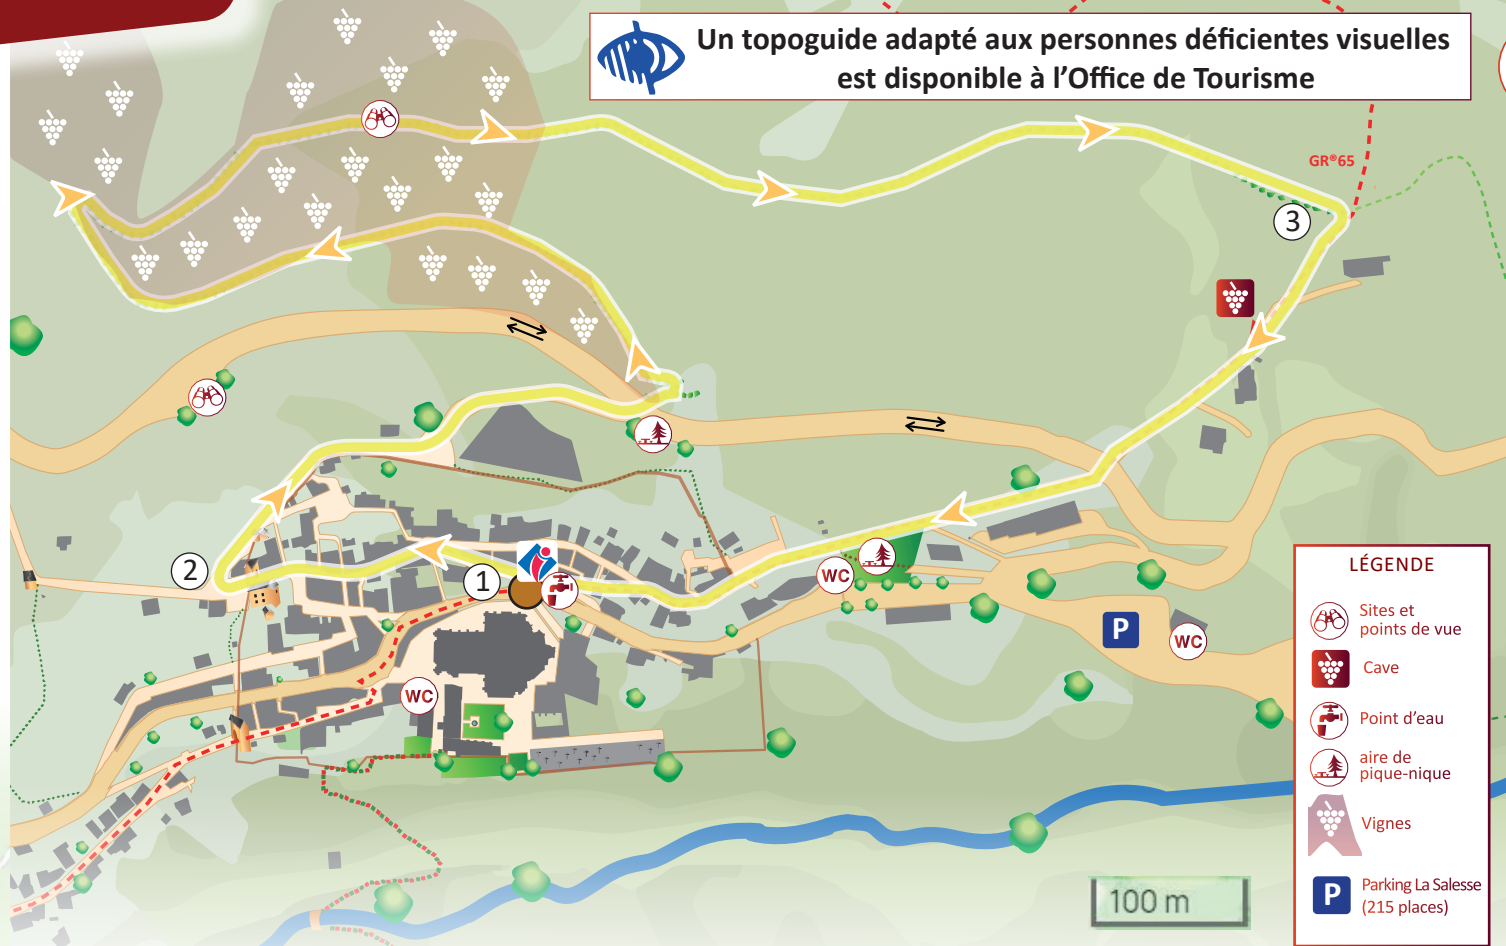 Un topoguide adapté aux personnes déficientes visuelles
est disponible à l'Office de Tourisme
GR®65
3
2
1
WC
P
WC
WC
100 m
LÉGENDE
Sites et
points de vue
Cave
Point d'eau
aire de
pique-nique
Vignes
P
Parking La Salesse
(215 places)